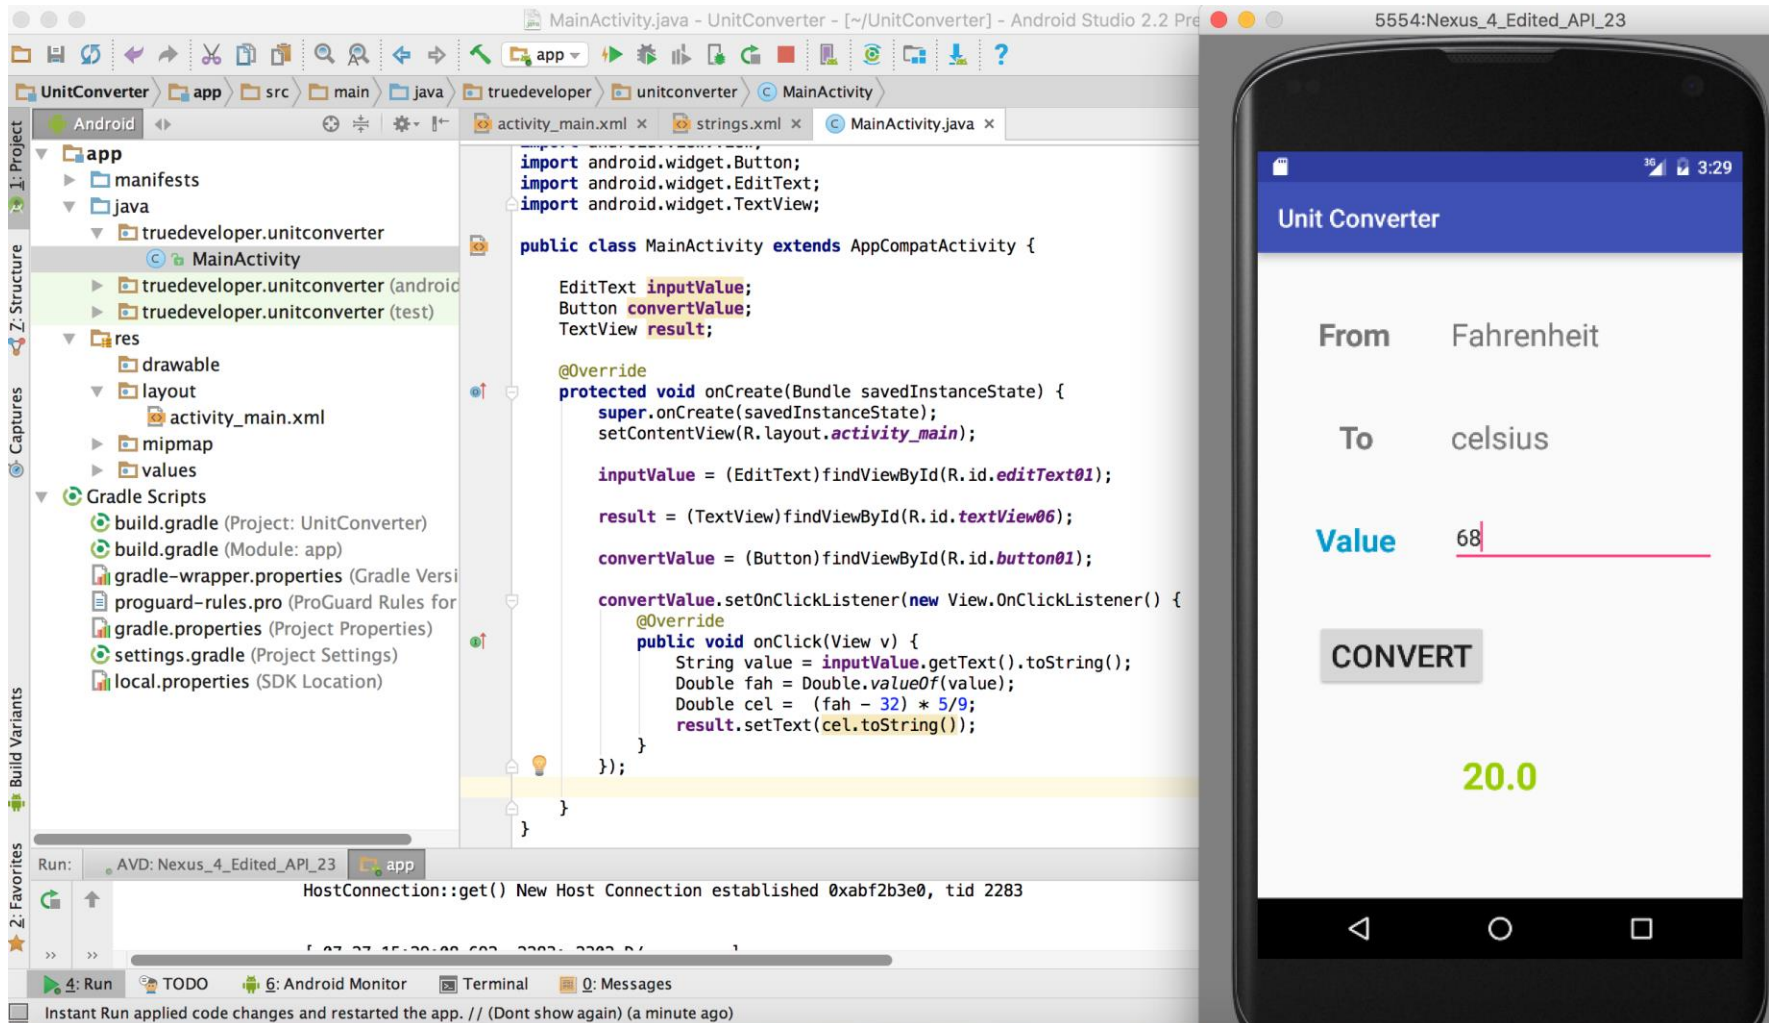 MainActivity.java - UnitConverter - [~/UnitConverter] - Android Studio 2.2 Pre
5554:Nexus_4_Edited_API_23
app
UnitConverter app src main java truedeveloper unitconverter MainActivity
1: Project
Z: Structure
Captures
Build Variants
2: Favorites
Android
app
manifests
java
truedeveloper.unitconverter
MainActivity
truedeveloper.unitconverter (android
truedeveloper.unitconverter (test)
res
drawable
layout
activity_main.xml
mipmap
values
Gradle Scripts
build.gradle (Project: UnitConverter)
build.gradle (Module: app)
gradle-wrapper.properties (Gradle Versi
proguard-rules.pro (ProGuard Rules for
gradle.properties (Project Properties)
settings.gradle (Project Settings)
local.properties (SDK Location)
activity_main.xml strings.xml MainActivity.java
import android.widget.Button;
import android.widget.EditText;
import android.widget.TextView;
public class MainActivity extends AppCompatActivity {
EditText inputValue;
Button convertValue;
TextView result;
@Override
protected void onCreate(Bundle savedInstanceState) {
super.onCreate(savedInstanceState);
setContentView(R.layout.activity_main);
inputValue = (EditText)findViewById(R.id.editText01);
result = (TextView)findViewById(R.id.textView06);
convertValue = (Button)findViewById(R.id.button01);
convertValue.setOnClickListener(new View.OnClickListener() {
@Override
public void onClick(View v) {
String value = inputValue.getText().toString();
Double fah = Double.valueOf(value);
Double cel =  (fah - 32) * 5/9;
result.setText(cel.toString());
}
});
}
}
Run: AVD: Nexus_4_Edited_API_23 app
HostConnection::get() New Host Connection established 0xabf2b3e0, tid 2283
4: Run TODO 6: Android Monitor Terminal 0: Messages
Instant Run applied code changes and restarted the app. // (Dont show again) (a minute ago)
3G 3:29
Unit Converter
From Fahrenheit
To celsius
Value 68
CONVERT
20.0